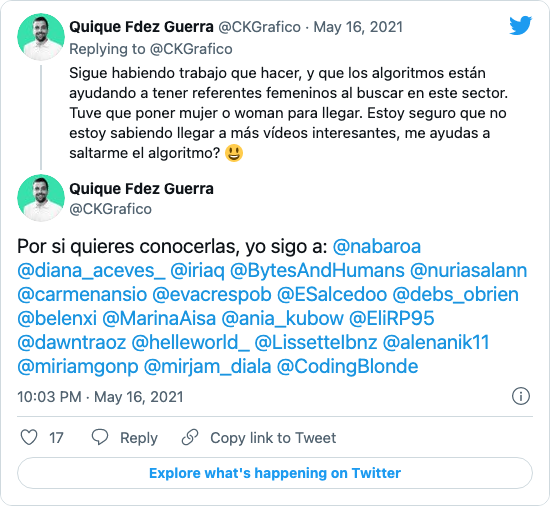 Quique Fdez Guerra @CKGrafico · May 16, 2021
Replying to @CKGrafico
Sigue habiendo trabajo que hacer, y que los algoritmos están
ayudando a tener referentes femeninos al buscar en este sector.
Tuve que poner mujer o woman para llegar. Estoy seguro que no
estoy sabiendo llegar a más vídeos interesantes, me ayudas a
saltarme el algoritmo? 😃
Quique Fdez Guerra
@CKGrafico
Por si quieres conocerlas, yo sigo a: @nabaroa
@diana_aceves_ @iriaq @BytesAndHumans @nuriasalann
@carmenansio @evacrespob @ESalcedoo @debs_obrien
@belenxi @MarinaAisa @ania_kubow @EliRP95
@dawntraoz @helleworld_ @Lissettelbnz @alenanik11
@miriamgonp @mirjam_diala @CodingBlonde
10:03 PM · May 16, 2021
17 Reply Copy link to Tweet
Explore what's happening on Twitter